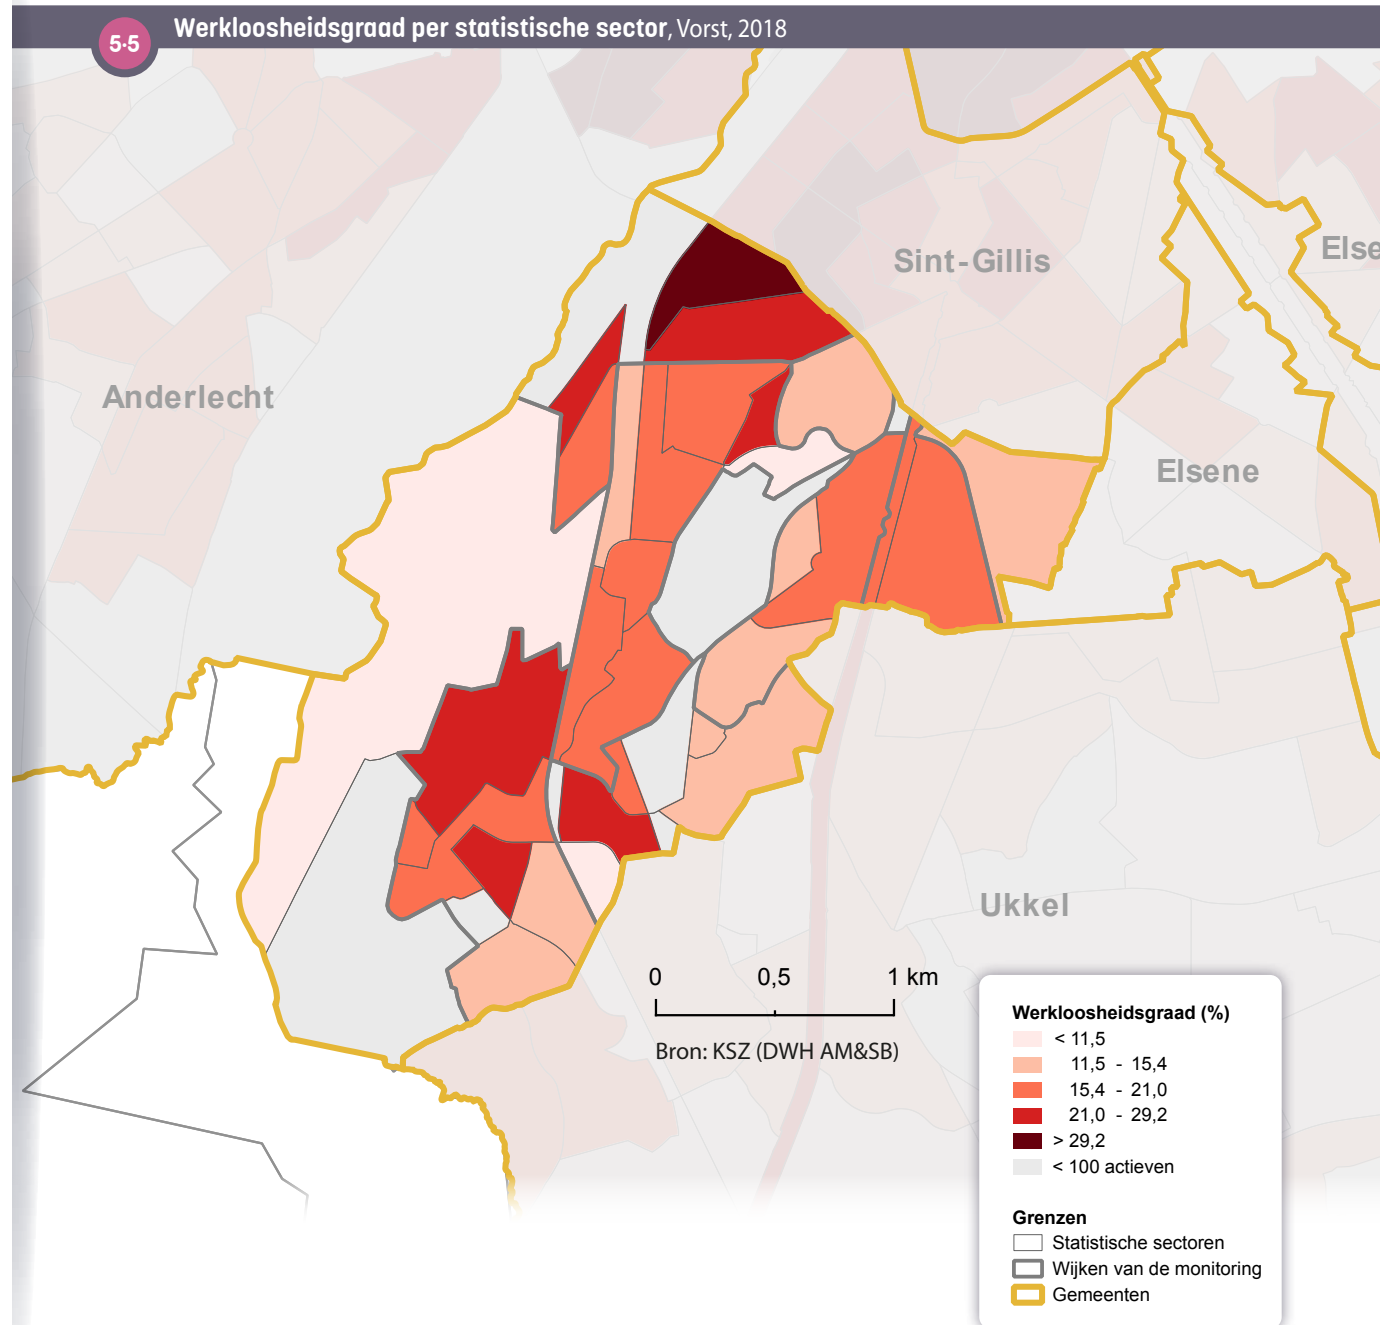 5·5
Werkloosheidsgraad per statistische sector, Vorst, 2018
Sint-Gillis
Else
Anderlecht
Elsene
Ukkel
0 0,5 1 km
Bron: KSZ (DWH AM&SB)
Werkloosheidsgraad (%)
< 11,5
11,5 - 15,4
15,4 - 21,0
21,0 - 29,2
> 29,2
< 100 actieven
Grenzen
Statistische sectoren
Wijken van de monitoring
Gemeenten